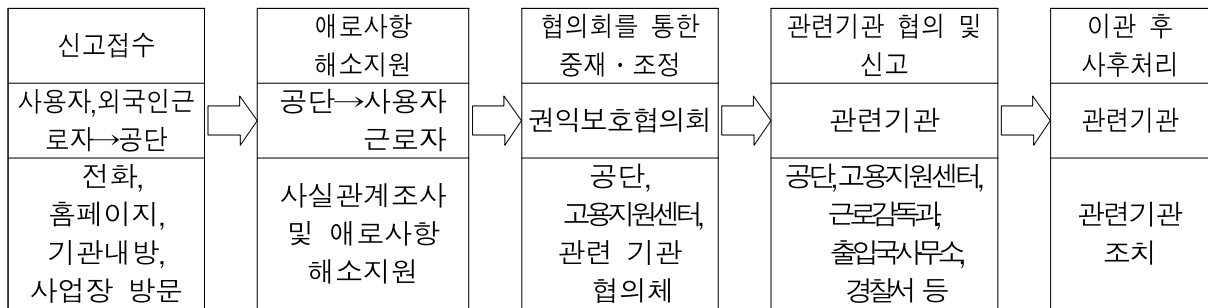 신고접수
사용자,외국인근
로자→공단
전화,
홈페이지,
기관내방,
사업장 방문
애로사항
해소지원
공단→사용자
근로자
사실관계조사
및 애로사항
해소지원
협의회를 통한
중재・조정
권익보호협의회
공단,
고용지원센터,
관련 기관
협의체
관련기관 협의 및
신고
관련기관
공단,고용지원센터,
근로감독과,
출입국사무소,
경찰서 등
이관 후
사후처리
관련기관
관련기관
조치